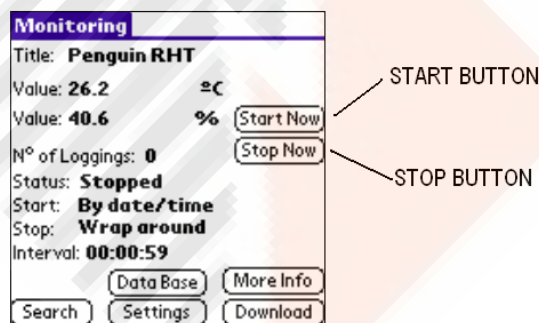 Monitoring
Title: Penguin RHT
Value: 26.2 ºC
Value: 40.6 % Start Now
Nº of Loggings: 0 Stop Now
Status: Stopped
Start: By date/time
Stop: Wrap around
Interval: 00:00:59
Data Base More Info
Search Settings Download
START BUTTON
STOP BUTTON